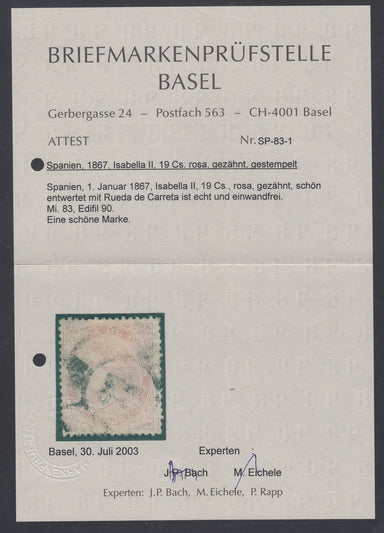 BRIEFMARKENPRÜFSTELLE
BASEL
Gerbergasse 24 – Postfach 563 – CH-4001 Basel
ATTEST Nr. SP-83-1
Spanien, 1867, Isabella II, 19 Cs. rosa, gezähnt, gestempelt
Spanien, 1. Januar 1867, Isabella II, 19 Cs., rosa, gezähnt, schön
entwertet mit Rueda de Carreta ist echt und einwandfrei.
Mi. 83, Edifil 90.
Eine schöne Marke.
Basel, 30. Juli 2003 Experten
J.P. Bach M. Eichele
Experten: J.P. Bach, M. Eichele, P. Rapp